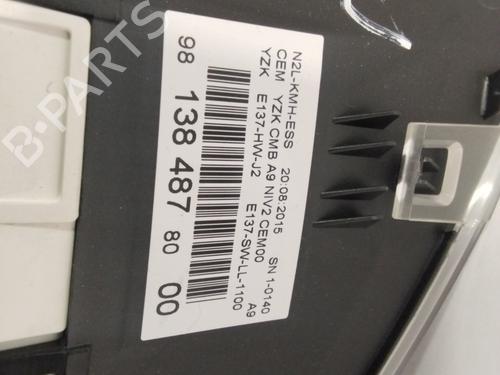 N2L-KMH-ESS 20:08:2015 SN 1-0140
CEM YZK CMB A9 NIV2 CEM00 A9
YZK E137-HW-J2 E137-SW-LL-1100
98 138 487 80 00
B-PARTS